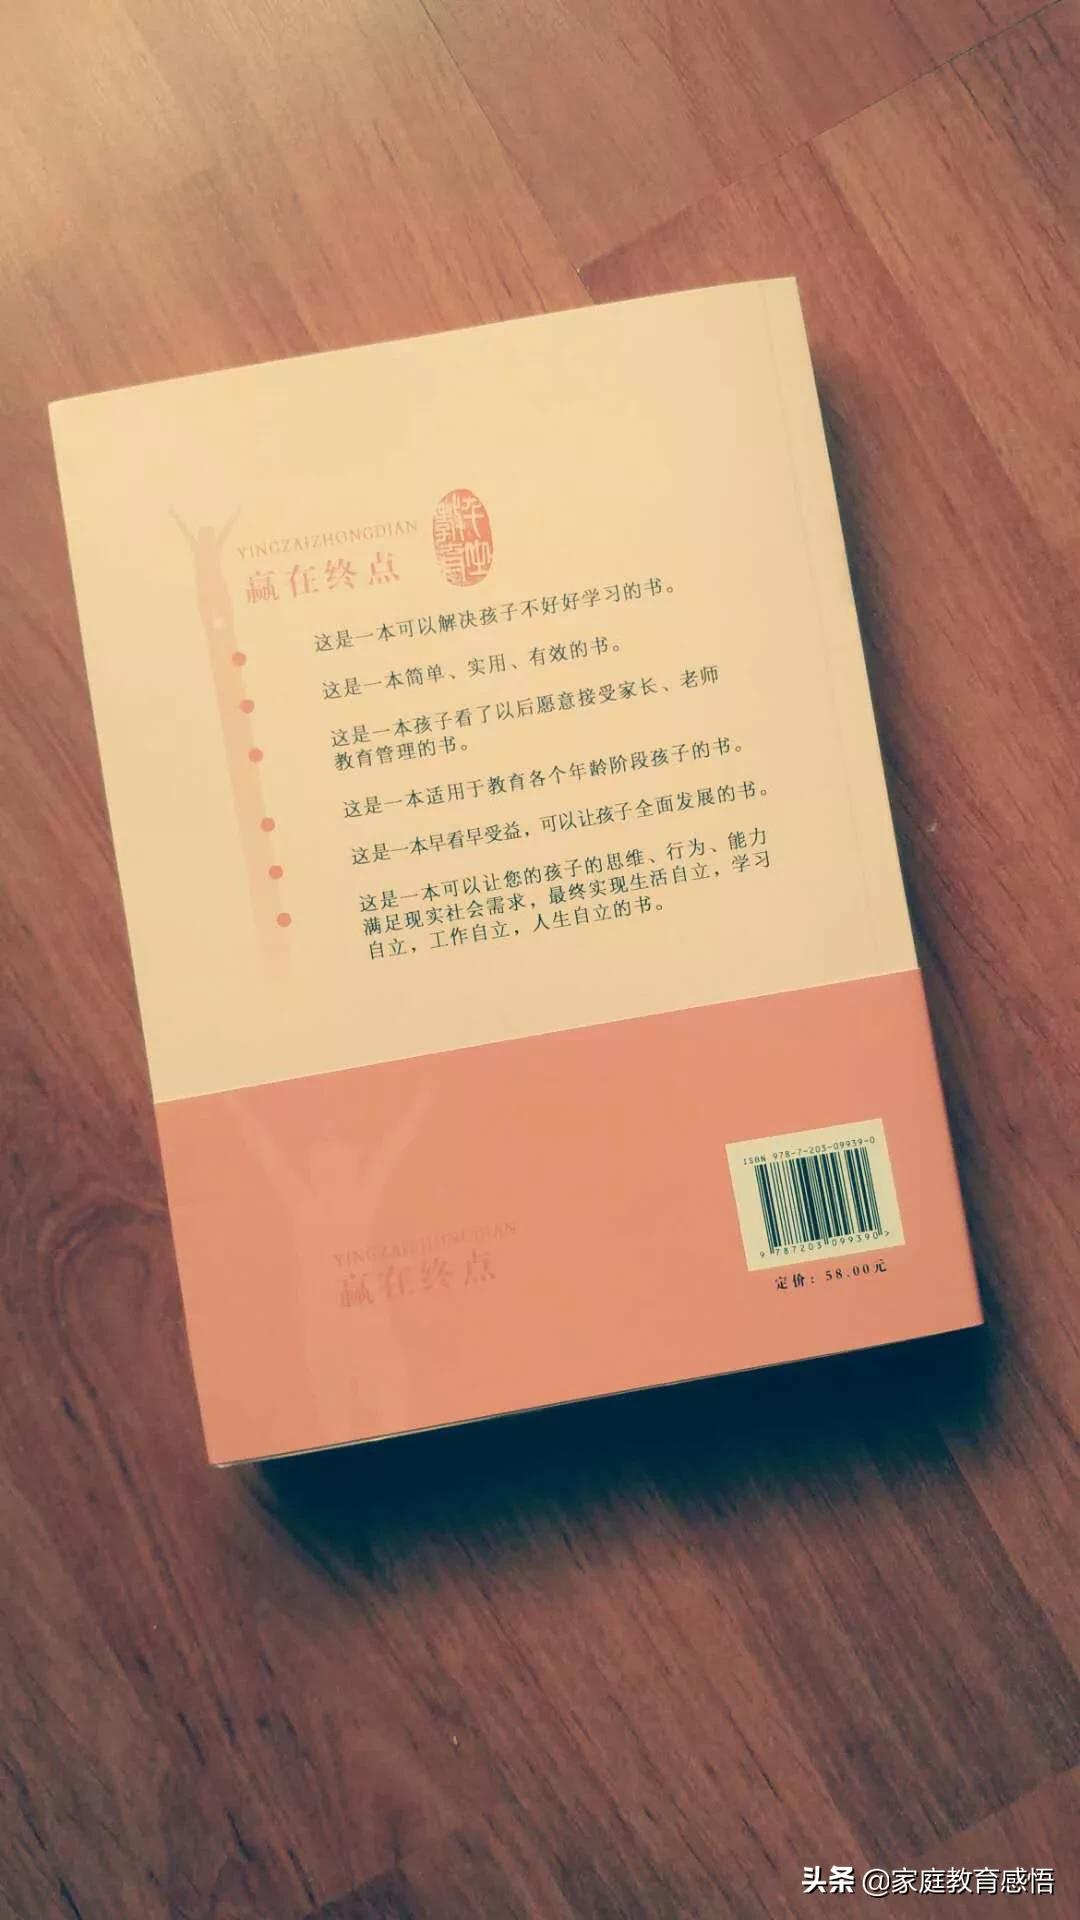 YINGZAIZHONGDIAN
赢在终点
这是一本可以解决孩子不好好学习的书。
这是一本简单、实用、有效的书。
这是一本孩子看了以后愿意接受家长、老师
教育管理的书。
这是一本适用于教育各个年龄阶段孩子的书。
这是一本早看早受益，可以让孩子全面发展的书。
这是一本可以让您的孩子的思维、行为、能力
满足现实社会需求，最终实现生活自立，学习
自立，工作自立，人生自立的书。
ISBN 978-7-203-09939-0
9 787203 099390 >
定价：58.00元
YINGZAIZHONGDIAN
赢在终点
头条 @家庭教育感悟